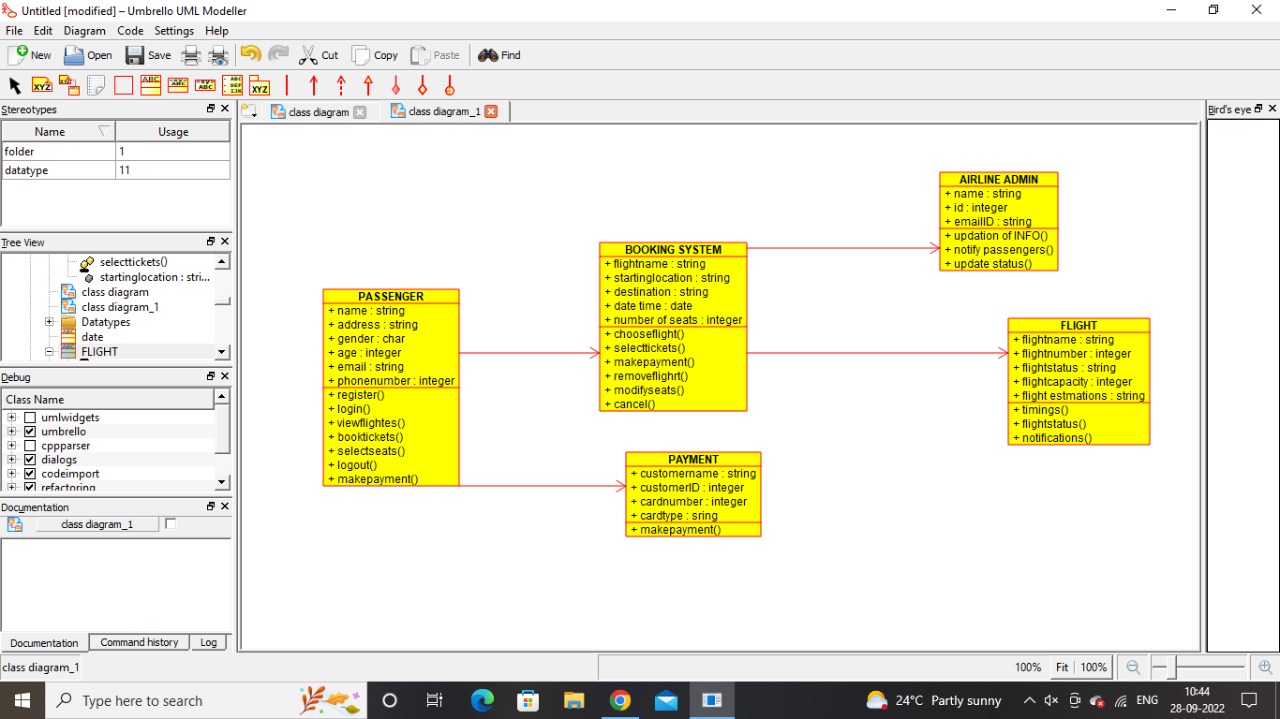 Untitled [modified] – Umbrello UML Modeller
File Edit Diagram Code Settings Help
New Open Save Cut Copy Paste Find
XYZ ABC XYZ
Stereotypes
Name Usage
folder 1
datatype 11
Tree View
selecttickets()
startinglocation : stri...
class diagram
class diagram_1
Datatypes
date
FLIGHT
Debug
Class Name
umlwidgets
umbrello
cppparser
dialogs
codeimport
refactoring
Documentation
class diagram_1
Documentation Command history Log
class diagram_1
class diagram class diagram_1
Bird's eye
PASSENGER
+ name : string
+ address : string
+ gender : char
+ age : integer
+ email : string
+ phonenumber : integer
+ register()
+ login()
+ viewflightes()
+ booktickets()
+ selectseats()
+ logout()
+ makepayment()
BOOKING SYSTEM
+ flightname : string
+ startinglocation : string
+ destination : string
+ date time : date
+ number of seats : integer
+ chooseflight()
+ selecttickets()
+ makepayment()
+ removeflighrt()
+ modifyseats()
+ cancel()
PAYMENT
+ customername : string
+ customerID : integer
+ cardnumber : integer
+ cardtype : sring
+ makepayment()
AIRLINE ADMIN
+ name : string
+ id : integer
+ emailID : string
+ updation of INFO()
+ notify passengers()
+ update status()
FLIGHT
+ flightname : string
+ flightnumber : integer
+ flightstatus : string
+ flightcapacity : integer
+ flight estmations : string
+ timings()
+ flightstatus()
+ notifications()
100% Fit 100%
Type here to search
24°C Partly sunny
ENG
10:44
28-09-2022